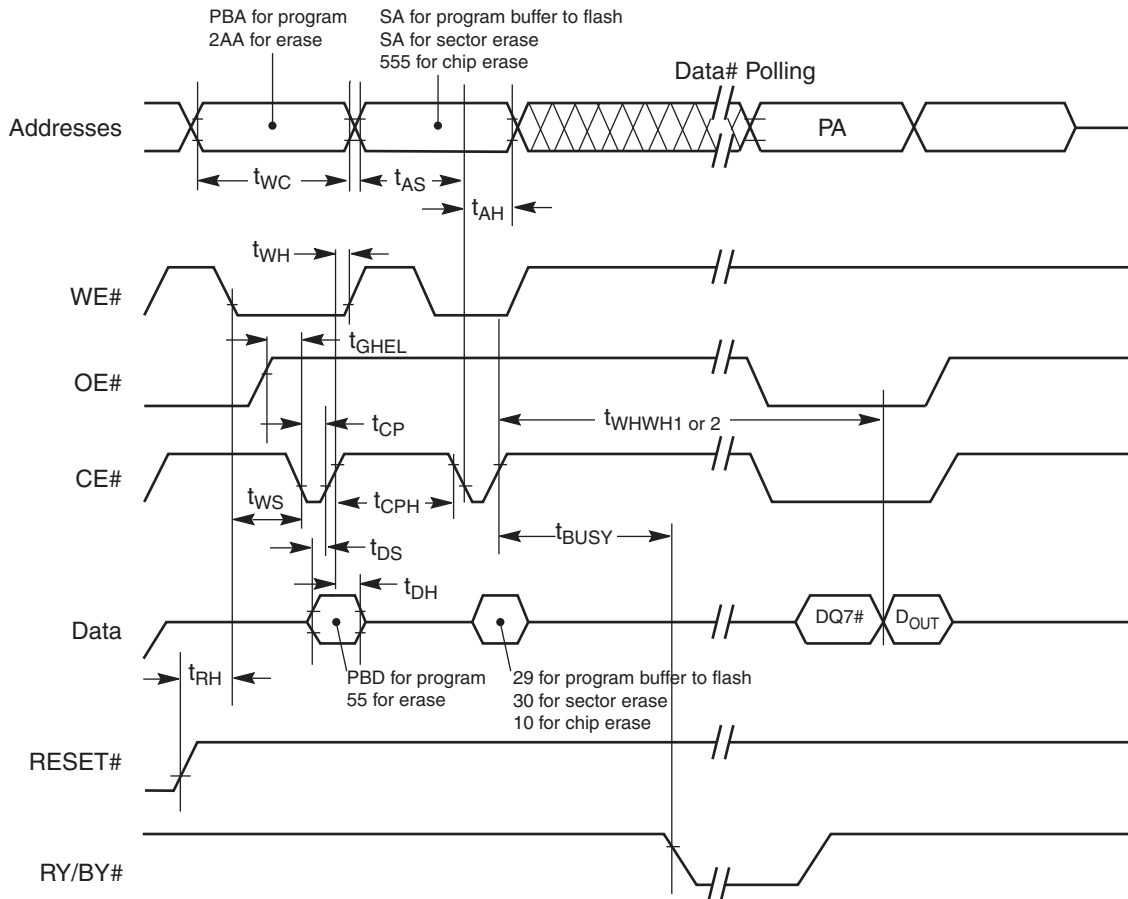 PBA for program
2AA for erase
SA for program buffer to flash
SA for sector erase
555 for chip erase
Data# Polling
Addresses
PA
tWC
tAS
tAH
tWH
WE#
tGHEL
OE#
tWHWH1 or 2
tCP
CE#
tWS
tCPH
tBUSY
tDS
tDH
Data
DQ7#
DOUT
tRH
PBD for program
55 for erase
29 for program buffer to flash
30 for sector erase
10 for chip erase
RESET#
RY/BY#